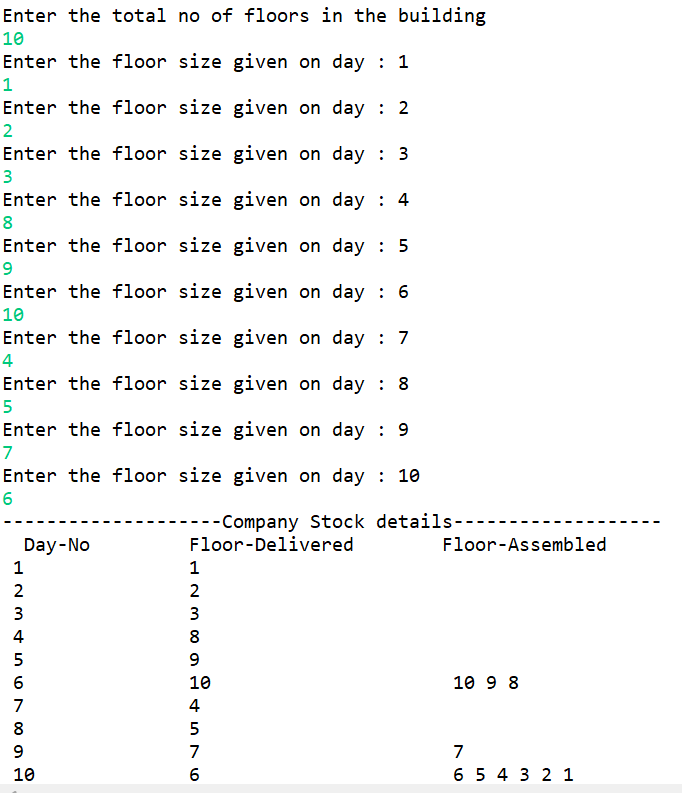 Enter the total no of floors in the building
10
Enter the floor size given on day : 1
1
Enter the floor size given on day : 2
2
Enter the floor size given on day : 3
3
Enter the floor size given on day : 4
8
Enter the floor size given on day : 5
9
Enter the floor size given on day : 6
10
Enter the floor size given on day : 7
4
Enter the floor size given on day : 8
5
Enter the floor size given on day : 9
7
Enter the floor size given on day : 10
6
--------------------Company Stock details-------------------
Day-No Floor-Delivered Floor-Assembled
1 1
2 2
3 3
4 8
5 9
6 10 10 9 8
7 4
8 5
9 7 7
10 6 6 5 4 3 2 1